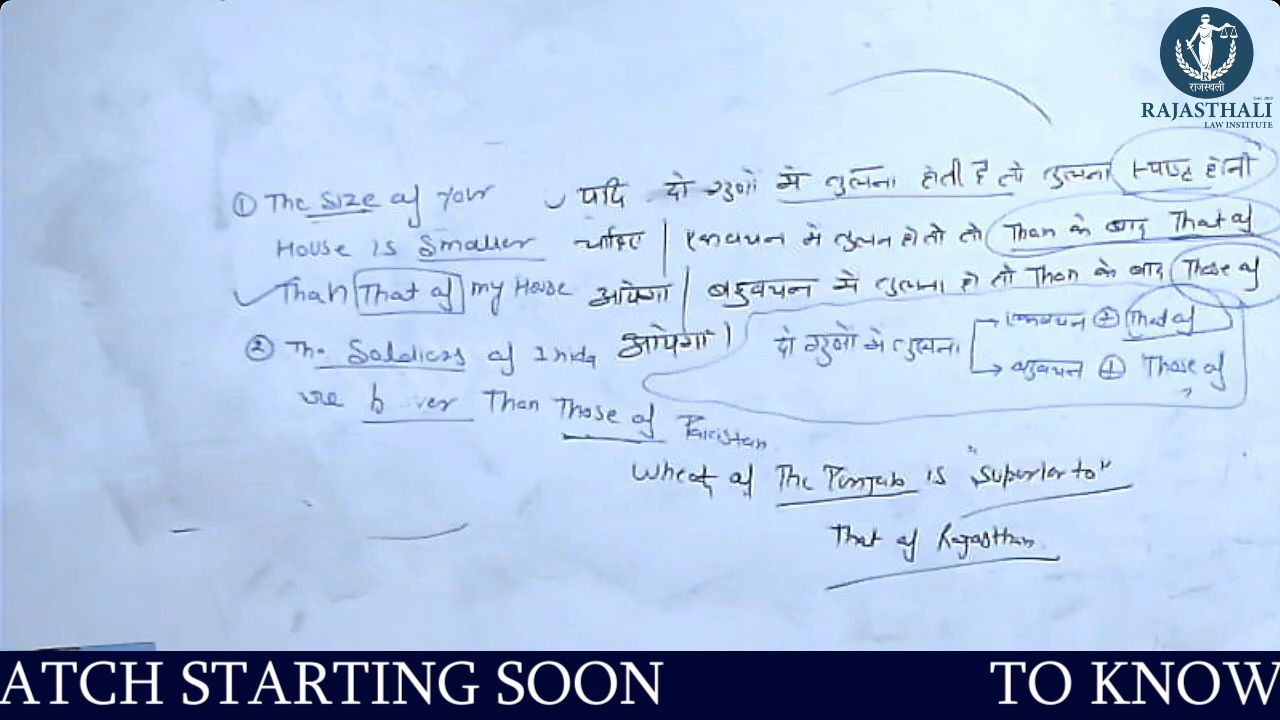 राजस्थली
Estd. 2003
RAJASTHALI
LAW INSTITUTE
① The Size of your
House is Smaller
Than That of my House
② The Soldiers of India
are b ver Than Those of Pakistan
यदि दो गुणों में तुलना होती है तो तुलना स्पष्ट होनी
चाहिए | एकवचन में तुलना हो तो Than के बाद That of
आयेगा | बहुवचन में तुलना हो तो Than के बाद Those of
आयेगा।
दो गुणों में तुलना
→ एकवचन ⊕ That of
→ बहुवचन ⊕ Those of
Wheat of The Punjab is "Superior to"
That of Rajasthan.
ATCH STARTING SOON TO KNOW